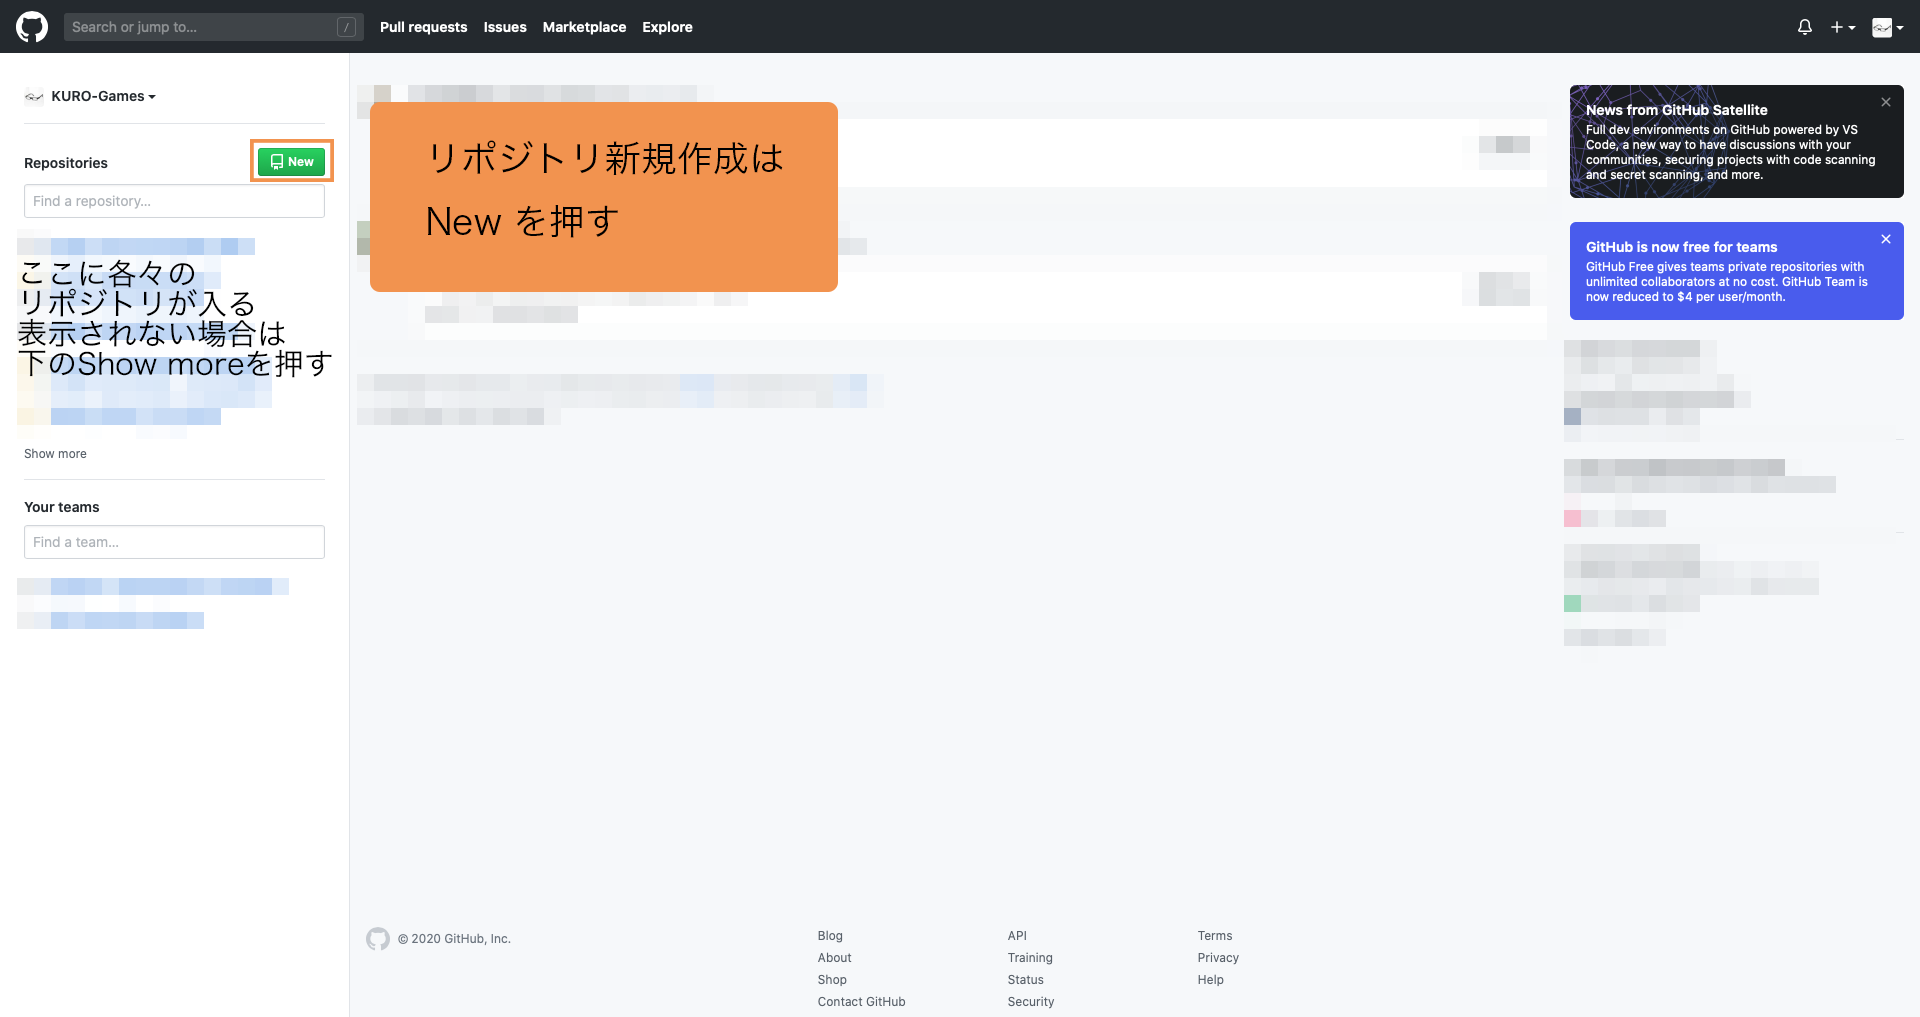 Search or jump to...
/
Pull requests
Issues
Marketplace
Explore
KURO-Games
Repositories
New
Find a repository...
ここに各々の
リポジトリが入る
表示されない場合は
下のShow moreを押す
Show more
Your teams
Find a team...
リポジトリ新規作成は
New を押す
News from GitHub Satellite
Full dev environments on GitHub powered by VS
Code, a new way to have discussions with your
communities, securing projects with code scanning
and secret scanning, and more.
GitHub is now free for teams
GitHub Free gives teams private repositories with
unlimited collaborators at no cost. GitHub Team is
now reduced to $4 per user/month.
© 2020 GitHub, Inc.
Blog
About
Shop
Contact GitHub
API
Training
Status
Security
Terms
Privacy
Help